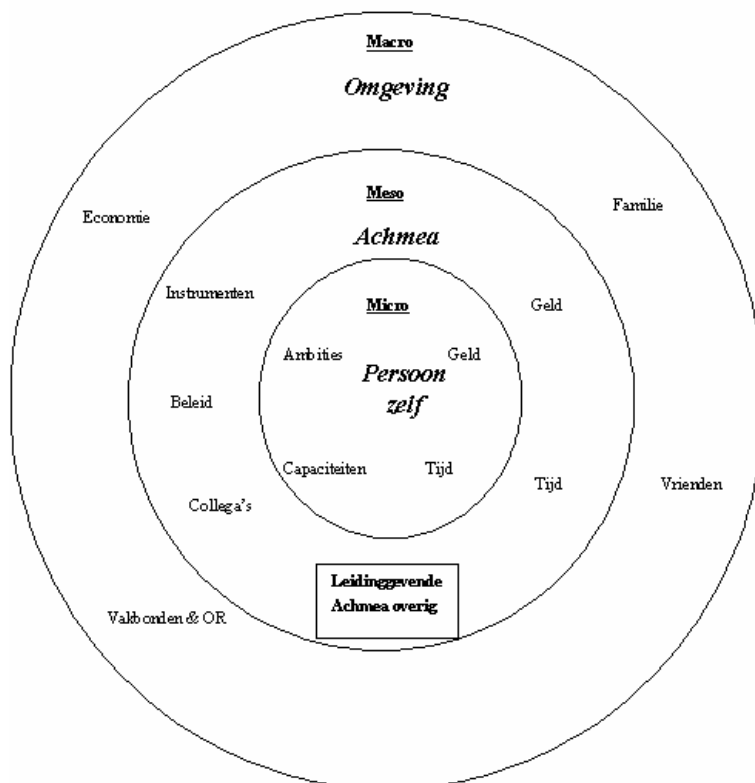 Macro
Omgeving
Economie
Familie
Meso
Achmea
Instrumenten
Geld
Micro
Ambities
Geld
Persoon
zelf
Beleid
Capaciteiten
Tijd
Tijd
Vrienden
Collega's
Leidinggevende
Achmea overig
Vakbonden & OR